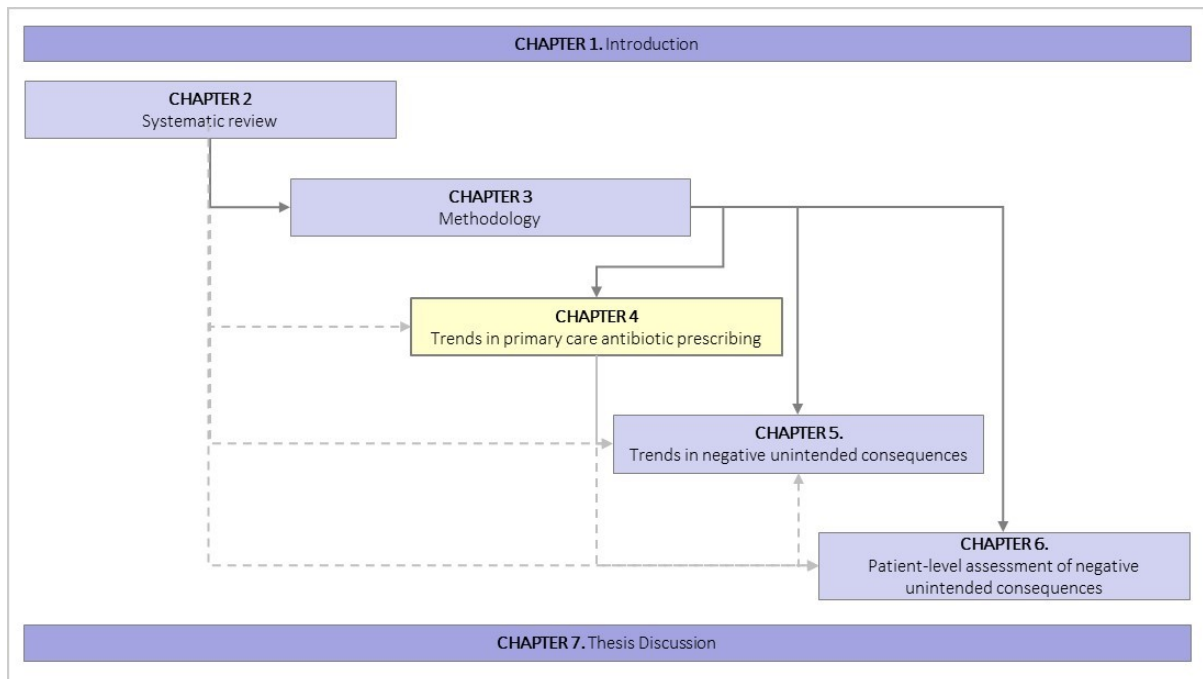 CHAPTER 1. Introduction
CHAPTER 2
Systematic review
CHAPTER 3
Methodology
CHAPTER 4
Trends in primary care antibiotic prescribing
CHAPTER 5.
Trends in negative unintended consequences
CHAPTER 6.
Patient-level assessment of negative
unintended consequences
CHAPTER 7. Thesis Discussion